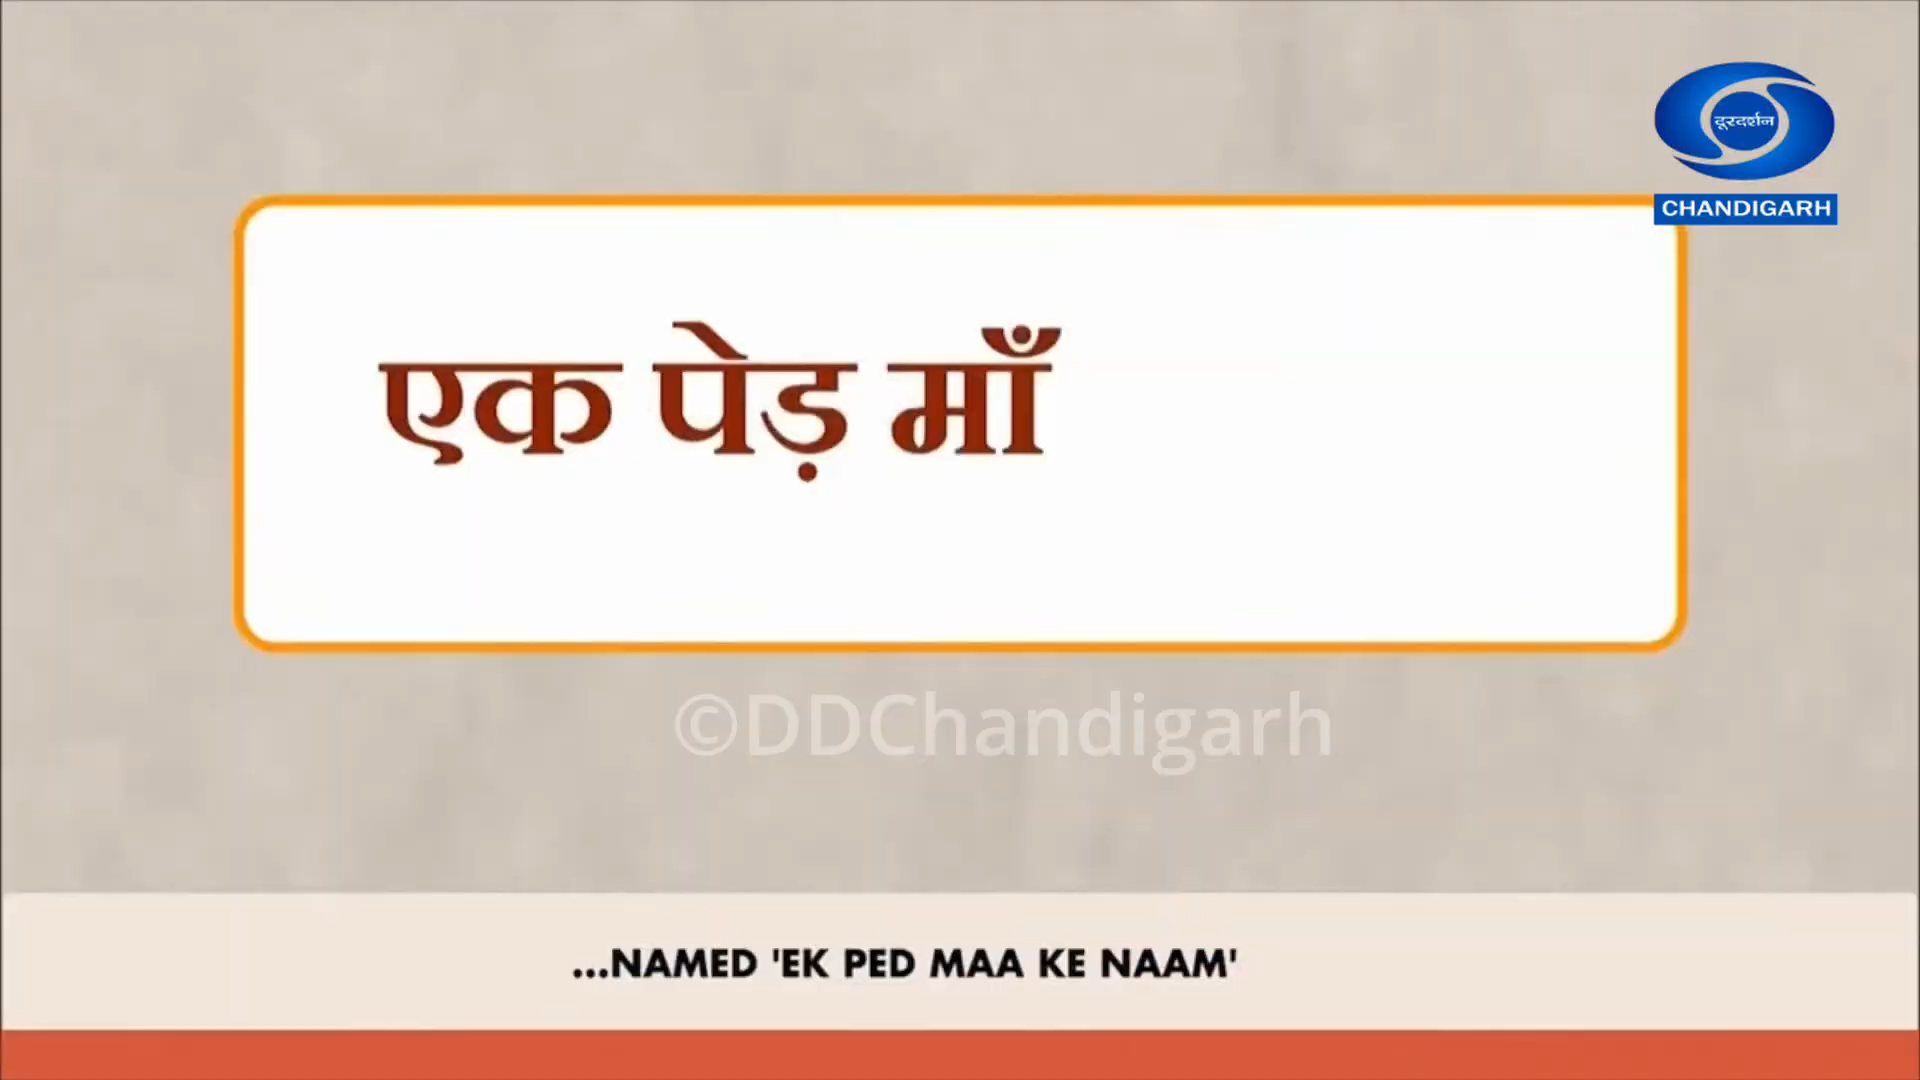 दूरदर्शन
CHANDIGARH
एक पेड़ माँ
©DDChandigarh
...NAMED 'EK PED MAA KE NAAM'